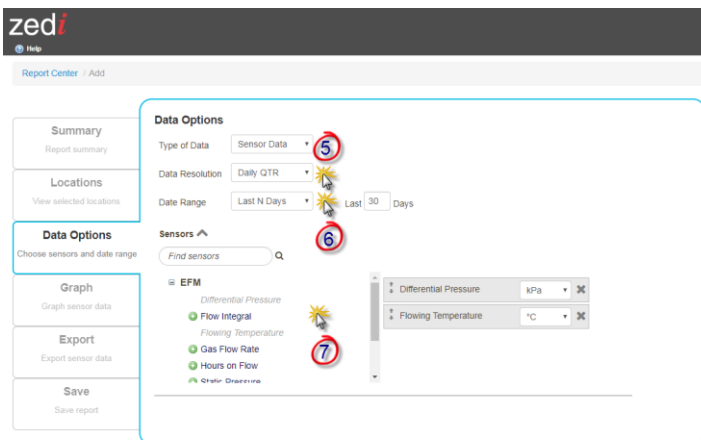 zedi
Help
Report Center / Add
Summary
Report summary
Locations
View selected locations
Data Options
Choose sensors and date range
Graph
Graph sensor data
Export
Export sensor data
Save
Save report
Data Options
Type of Data Sensor Data 5
Data Resolution Daily QTR
Date Range Last N Days Last 30 Days
Sensors 6
Find sensors
EFM
Differential Pressure
Flow Integral
Flowing Temperature
Gas Flow Rate 7
Hours on Flow
Static Pressure
Differential Pressure kPa
Flowing Temperature °C